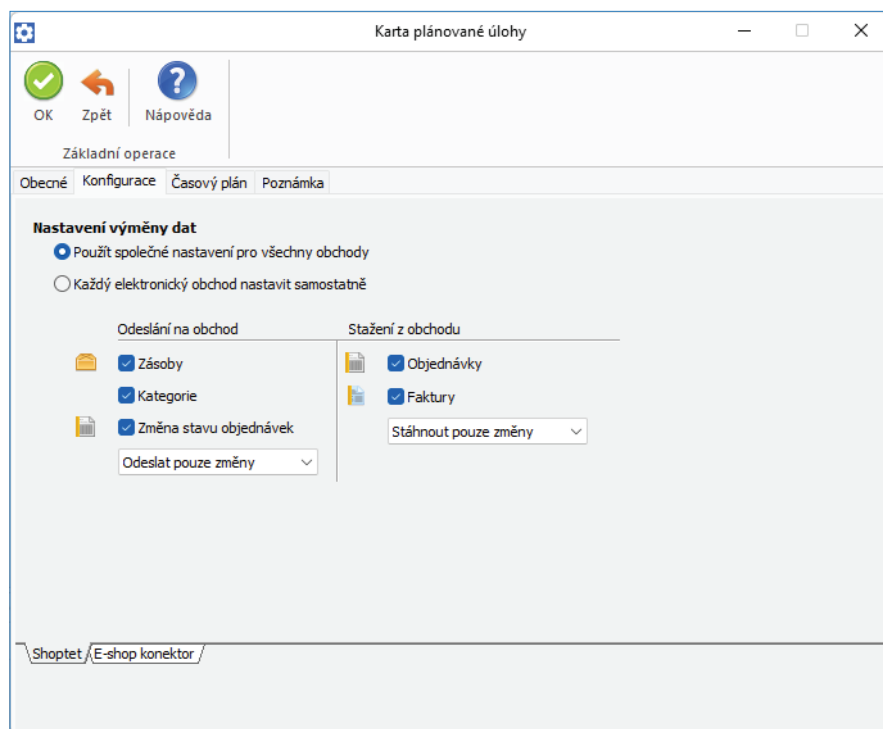 Karta plánované úlohy
OK Zpět Nápověda
Základní operace
Obecné Konfigurace Časový plán Poznámka
Nastavení výměny dat
Použít společné nastavení pro všechny obchody
Každý elektronický obchod nastavit samostatně
Odeslání na obchod
Zásoby
Kategorie
Změna stavu objednávek
Odeslat pouze změny
Stažení z obchodu
Objednávky
Faktury
Stáhnout pouze změny
Shoptet E-shop konektor